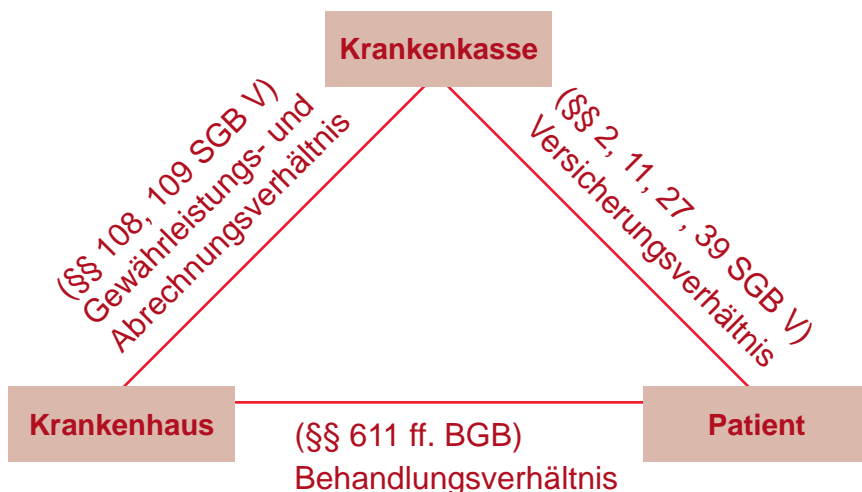 Krankenkasse
(§§ 108, 109 SGB V)
Gewährleistungs- und
Abrechnungsverhältnis
(§§ 2, 11, 27, 39 SGB V)
Versicherungsverhältnis
Krankenhaus
(§§ 611 ff. BGB)
Behandlungsverhältnis
Patient